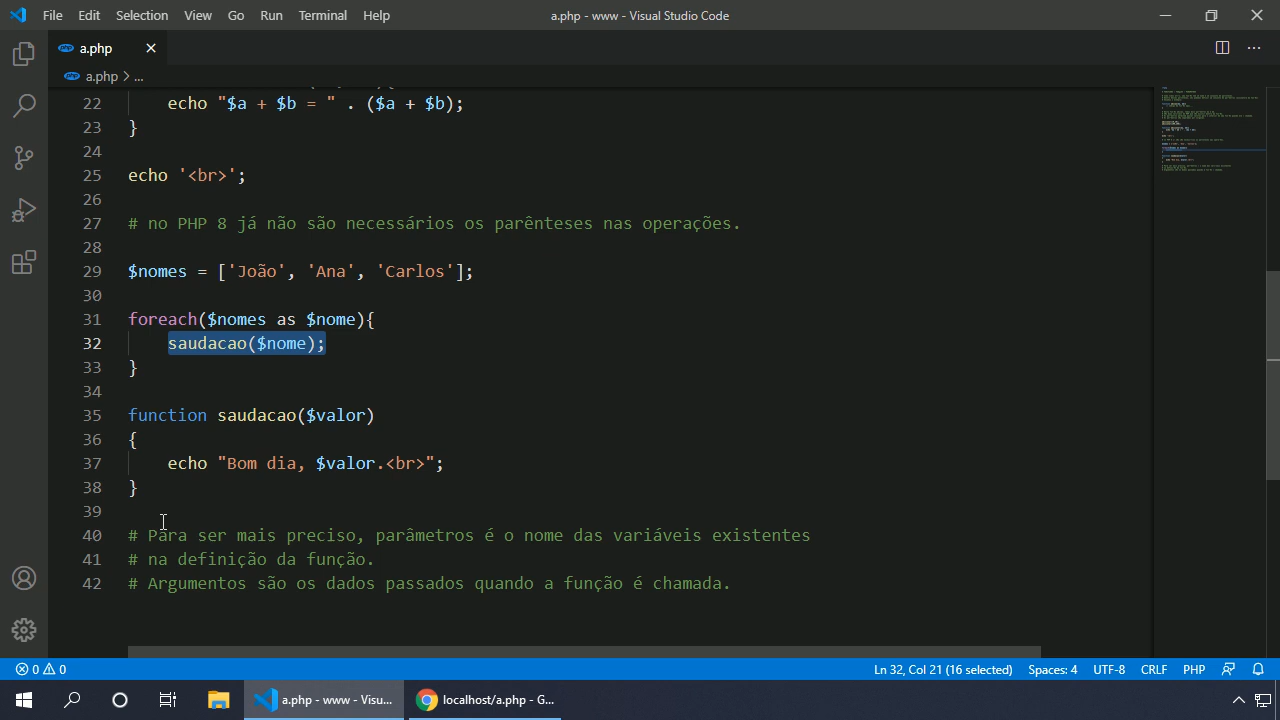 File Edit Selection View Go Run Terminal Help a.php - www - Visual Studio Code
php a.php
php a.php > ...
22 echo "$a + $b = " . ($a + $b);
23 }
24
25 echo '<br>';
26
27 # no PHP 8 já não são necessários os parênteses nas operações.
28
29 $nomes = ['João', 'Ana', 'Carlos'];
30
31 foreach($nomes as $nome){
32 saudacao($nome);
33 }
34
35 function saudacao($valor)
36 {
37 echo "Bom dia, $valor.<br>";
38 }
39
40 # Para ser mais preciso, parâmetros é o nome das variáveis existentes
41 # na definição da função.
42 # Argumentos são os dados passados quando a função é chamada.
0 0 Ln 32, Col 21 (16 selected) Spaces: 4 UTF-8 CRLF PHP
a.php - www - Visu... localhost/a.php - G...